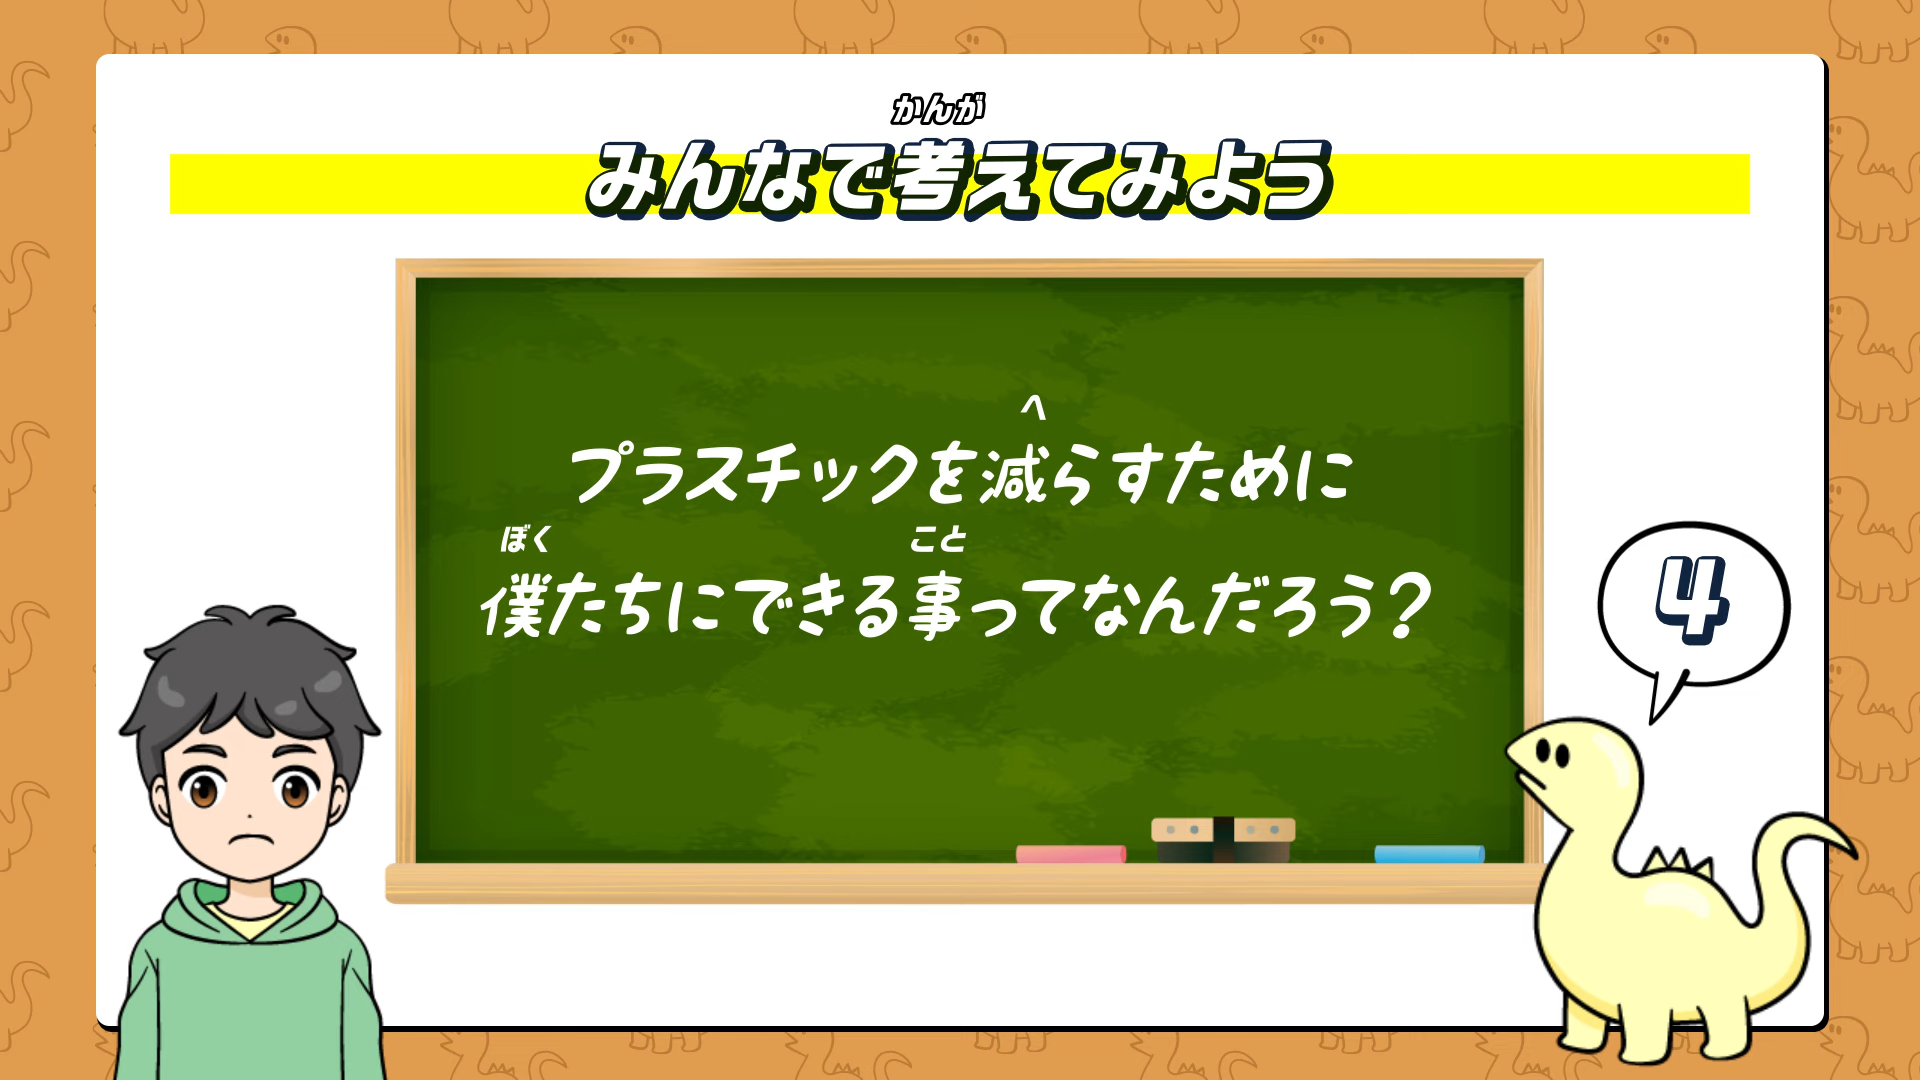 かんが
みんなで考えてみよう
へ
プラスチックを減らすために
ぼく こと
僕たちにできる事ってなんだろう?
4